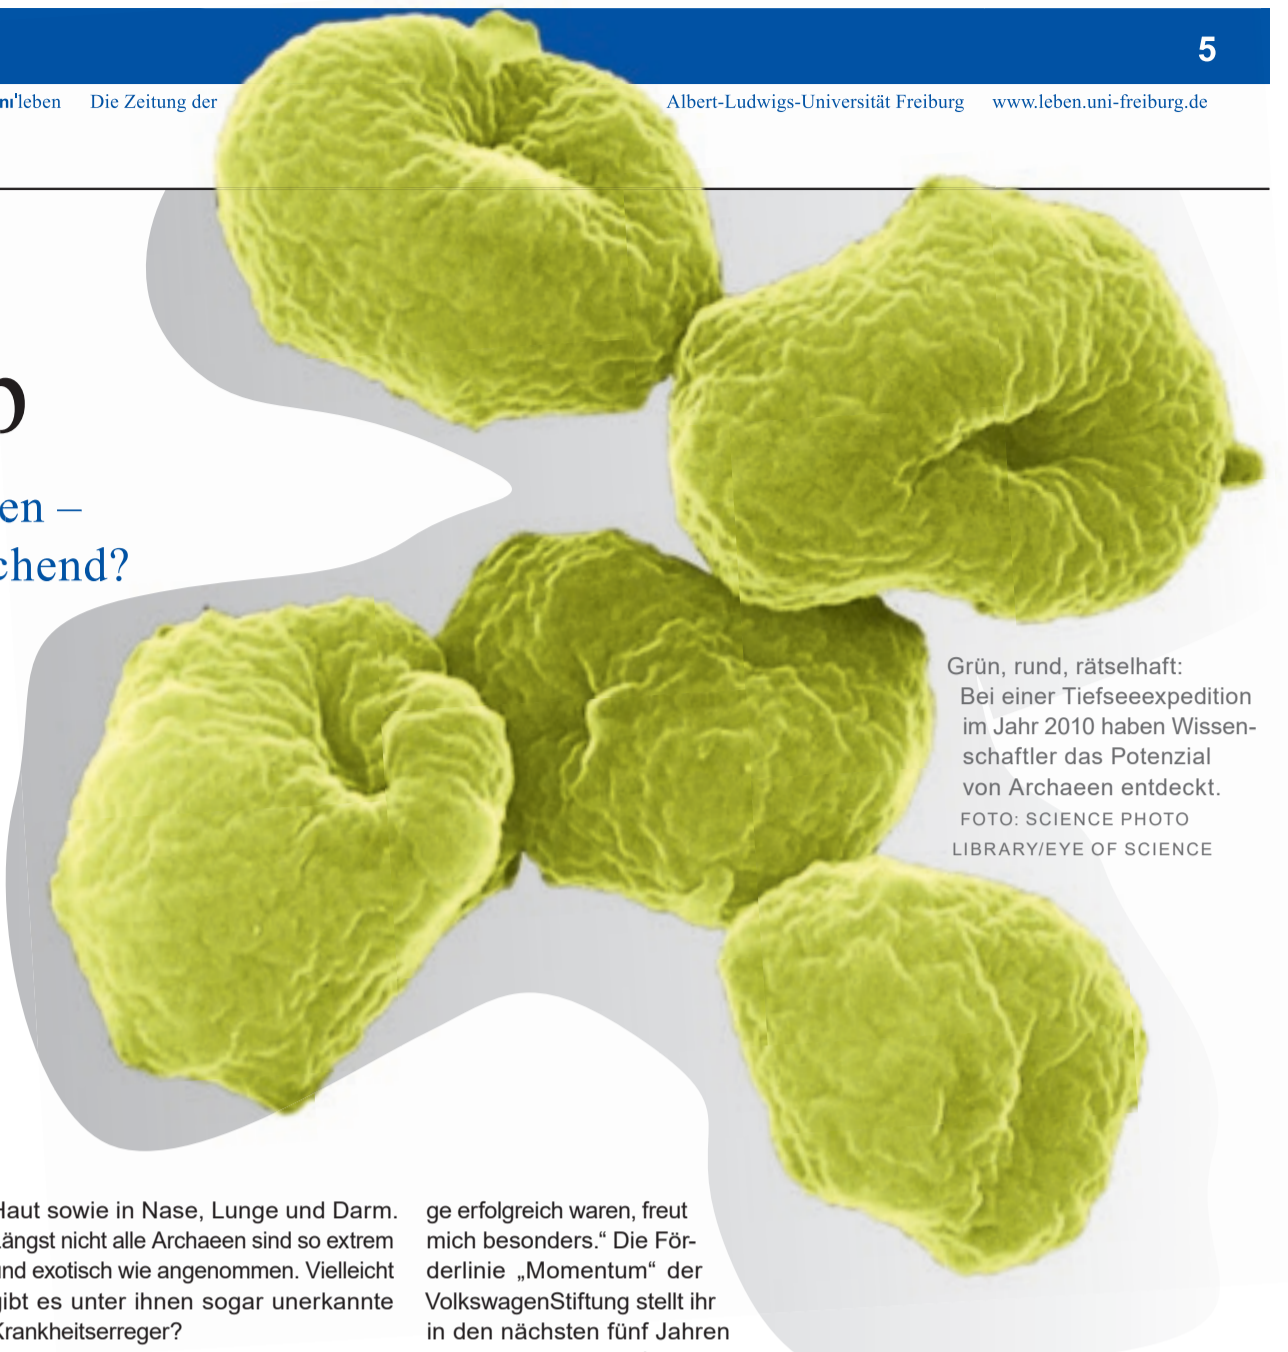 5
uni'leben Die Zeitung der Albert-Ludwigs-Universität Freiburg www.leben.uni-freiburg.de
en –
chend?
Grün, rund, rätselhaft:
Bei einer Tiefseeexpedition
im Jahr 2010 haben Wissen-
schaftler das Potenzial
von Archaeen entdeckt.
FOTO: SCIENCE PHOTO
LIBRARY/EYE OF SCIENCE
Haut sowie in Nase, Lunge und Darm.
Längst nicht alle Archaeen sind so extrem
und exotisch wie angenommen. Vielleicht
gibt es unter ihnen sogar unerkannte
Krankheitserreger?
ge erfolgreich waren, freut
mich besonders.“ Die För-
derlinie „Momentum“ der
VolkswagenStiftung stellt ihr
in den nächsten fünf Jahren